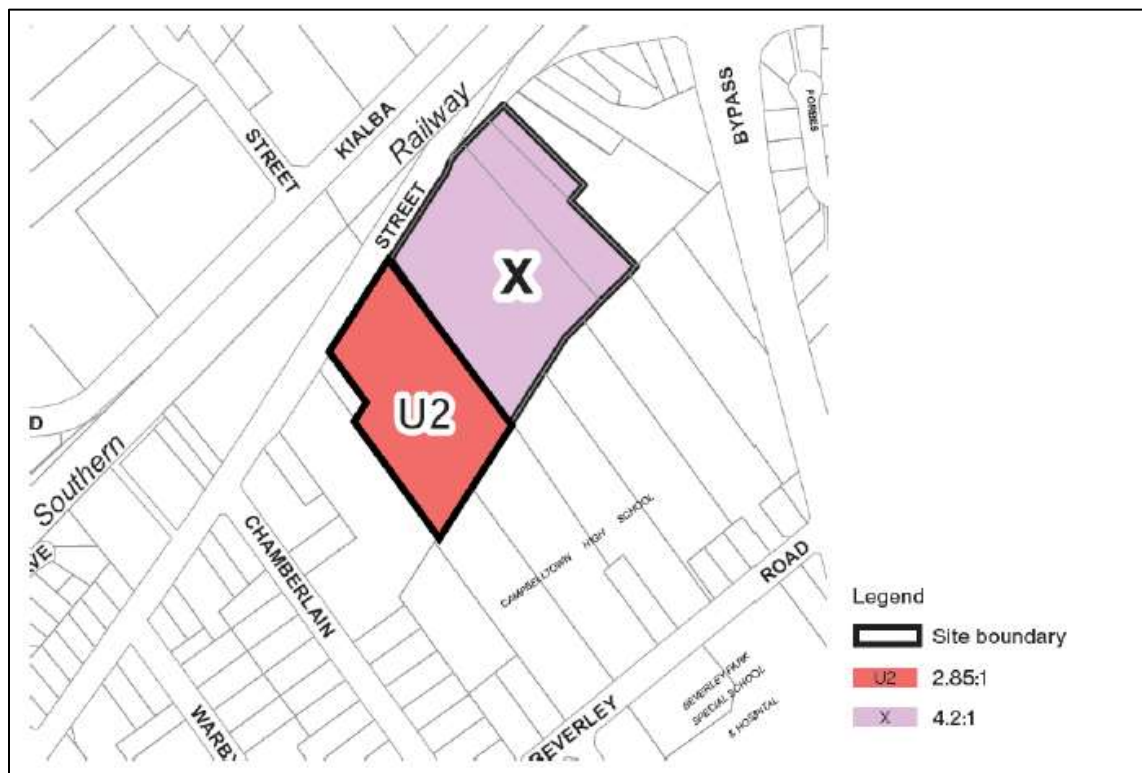 STREET
KIALBA
Railway
BYPASS
FORBES
STREET
X
U2
D
Southern
CHAMBERLAIN
CAMPBELLTOWN HIGH SCHOOL
ROAD
VE
WARBY
BEVERLEY
BEVERLEY PARK
SPECIAL SCHOOL
& HOSPITAL
Legend
Site boundary
U2 2.85:1
X 4.2:1